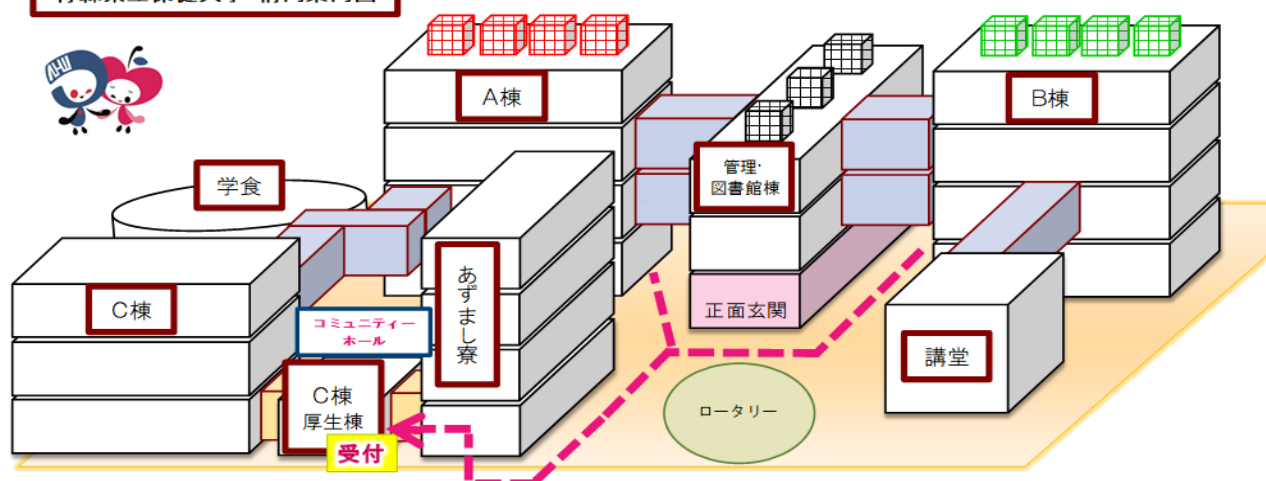 A棟
B棟
管理・
図書館棟
学食
あずまし寮
C棟
正面玄関
コミュニティー
ホール
講堂
C棟
厚生棟
ロータリー
受付